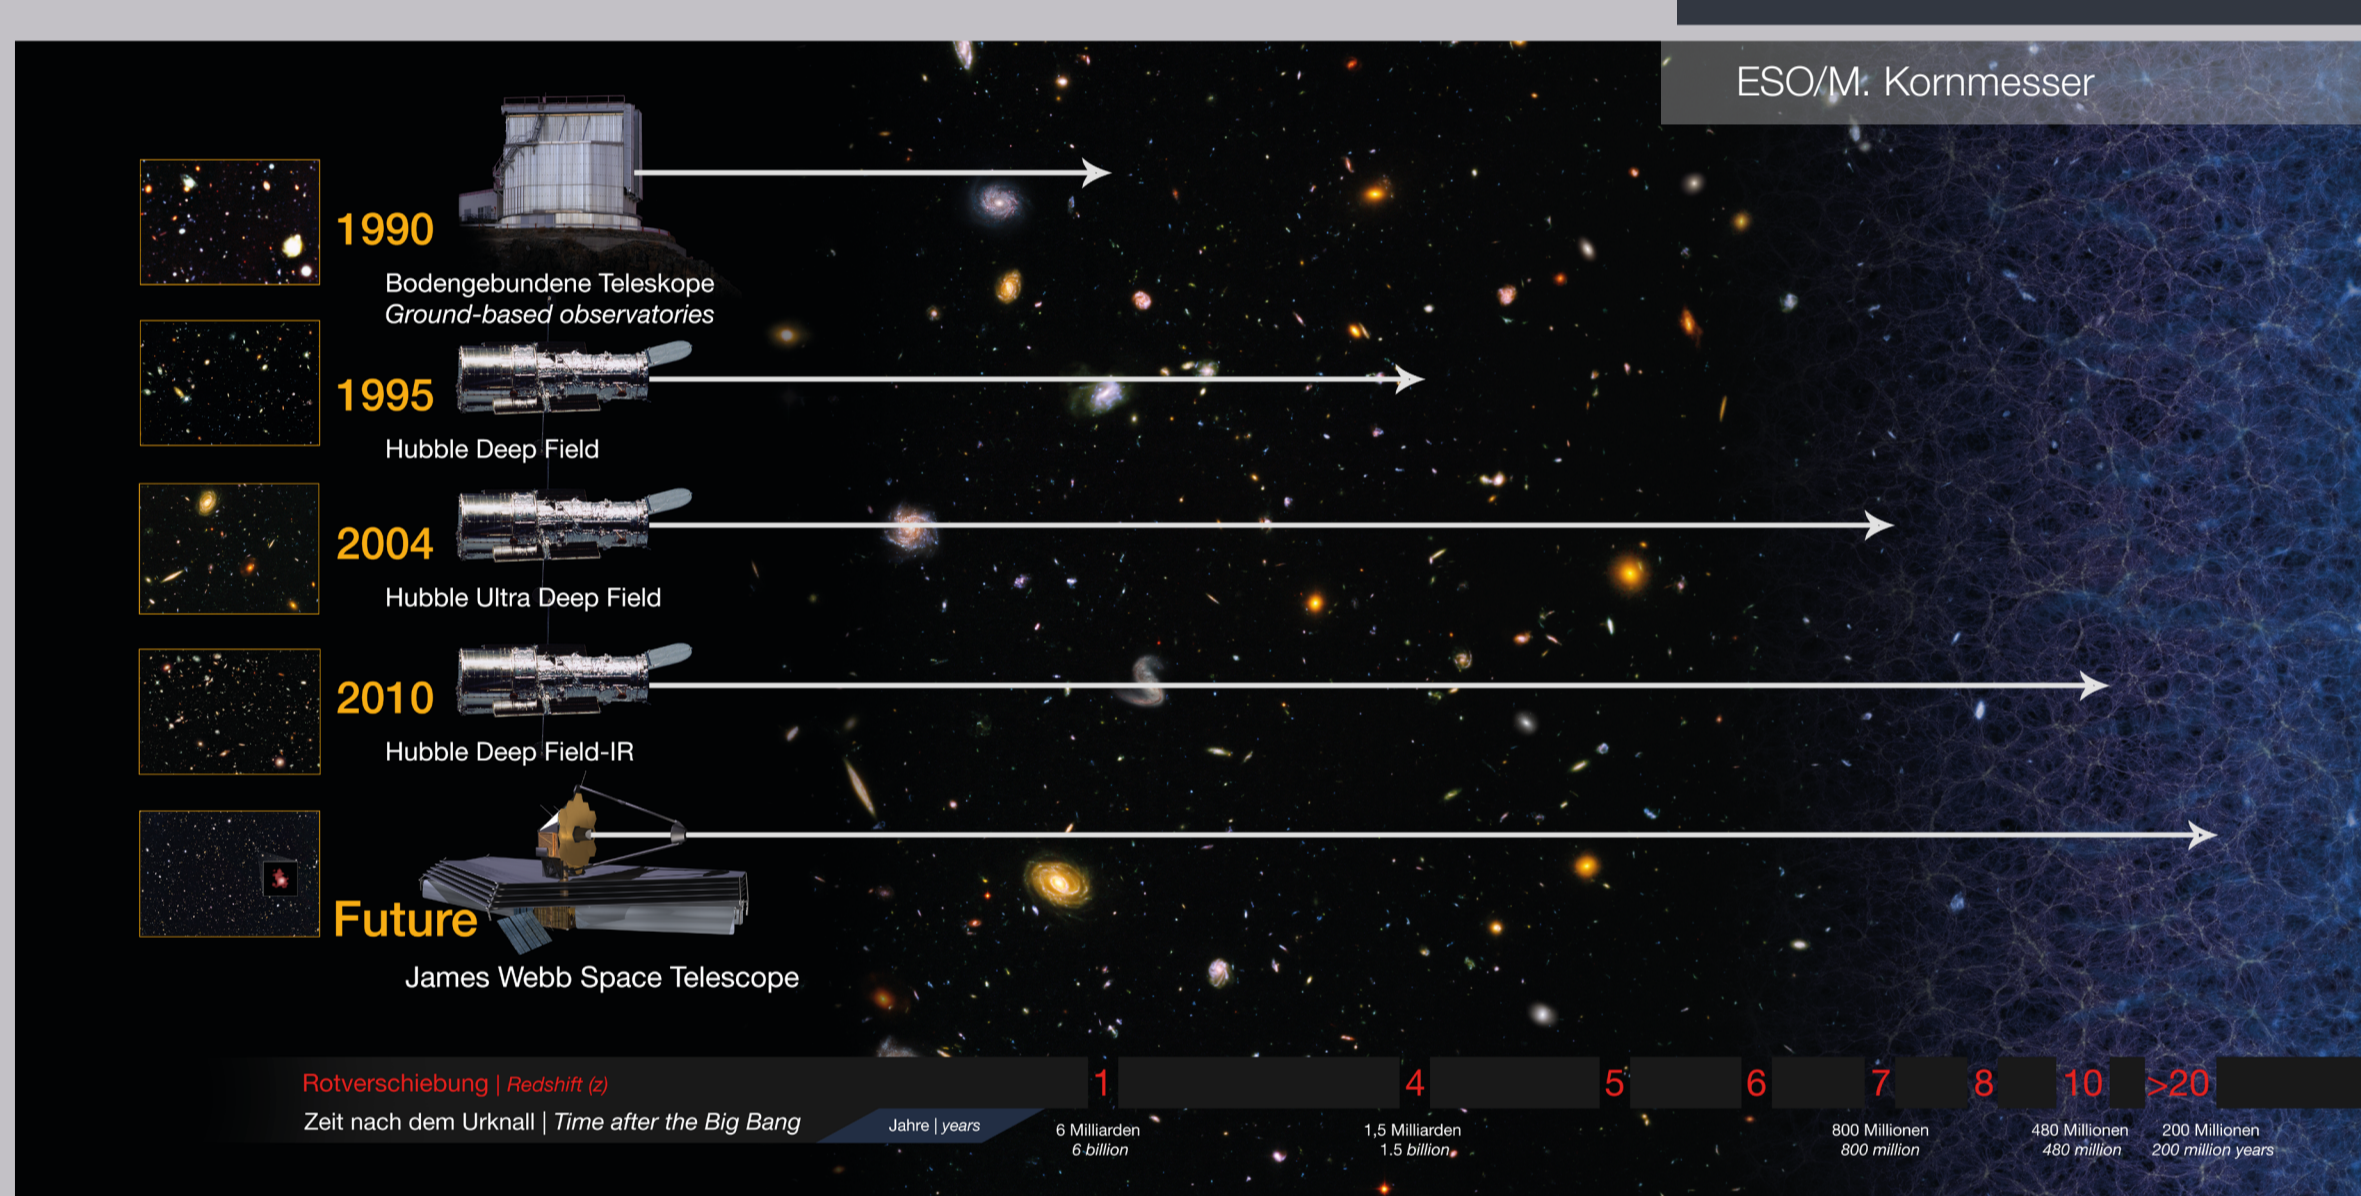 ESO/M. Kornmesser
1990
Bodengebundene Teleskope
Ground-based observatories
1995
Hubble Deep Field
2004
Hubble Ultra Deep Field
2010
Hubble Deep Field-IR
Future
James Webb Space Telescope
Rotverschiebung | Redshift (z) 1 4 5 6 7 8 10 >20
Zeit nach dem Urknall | Time after the Big Bang Jahre | years
6 Milliarden 1,5 Milliarden 800 Millionen 480 Millionen 200 Millionen
6 billion 1.5 billion 800 million 480 million 200 million years